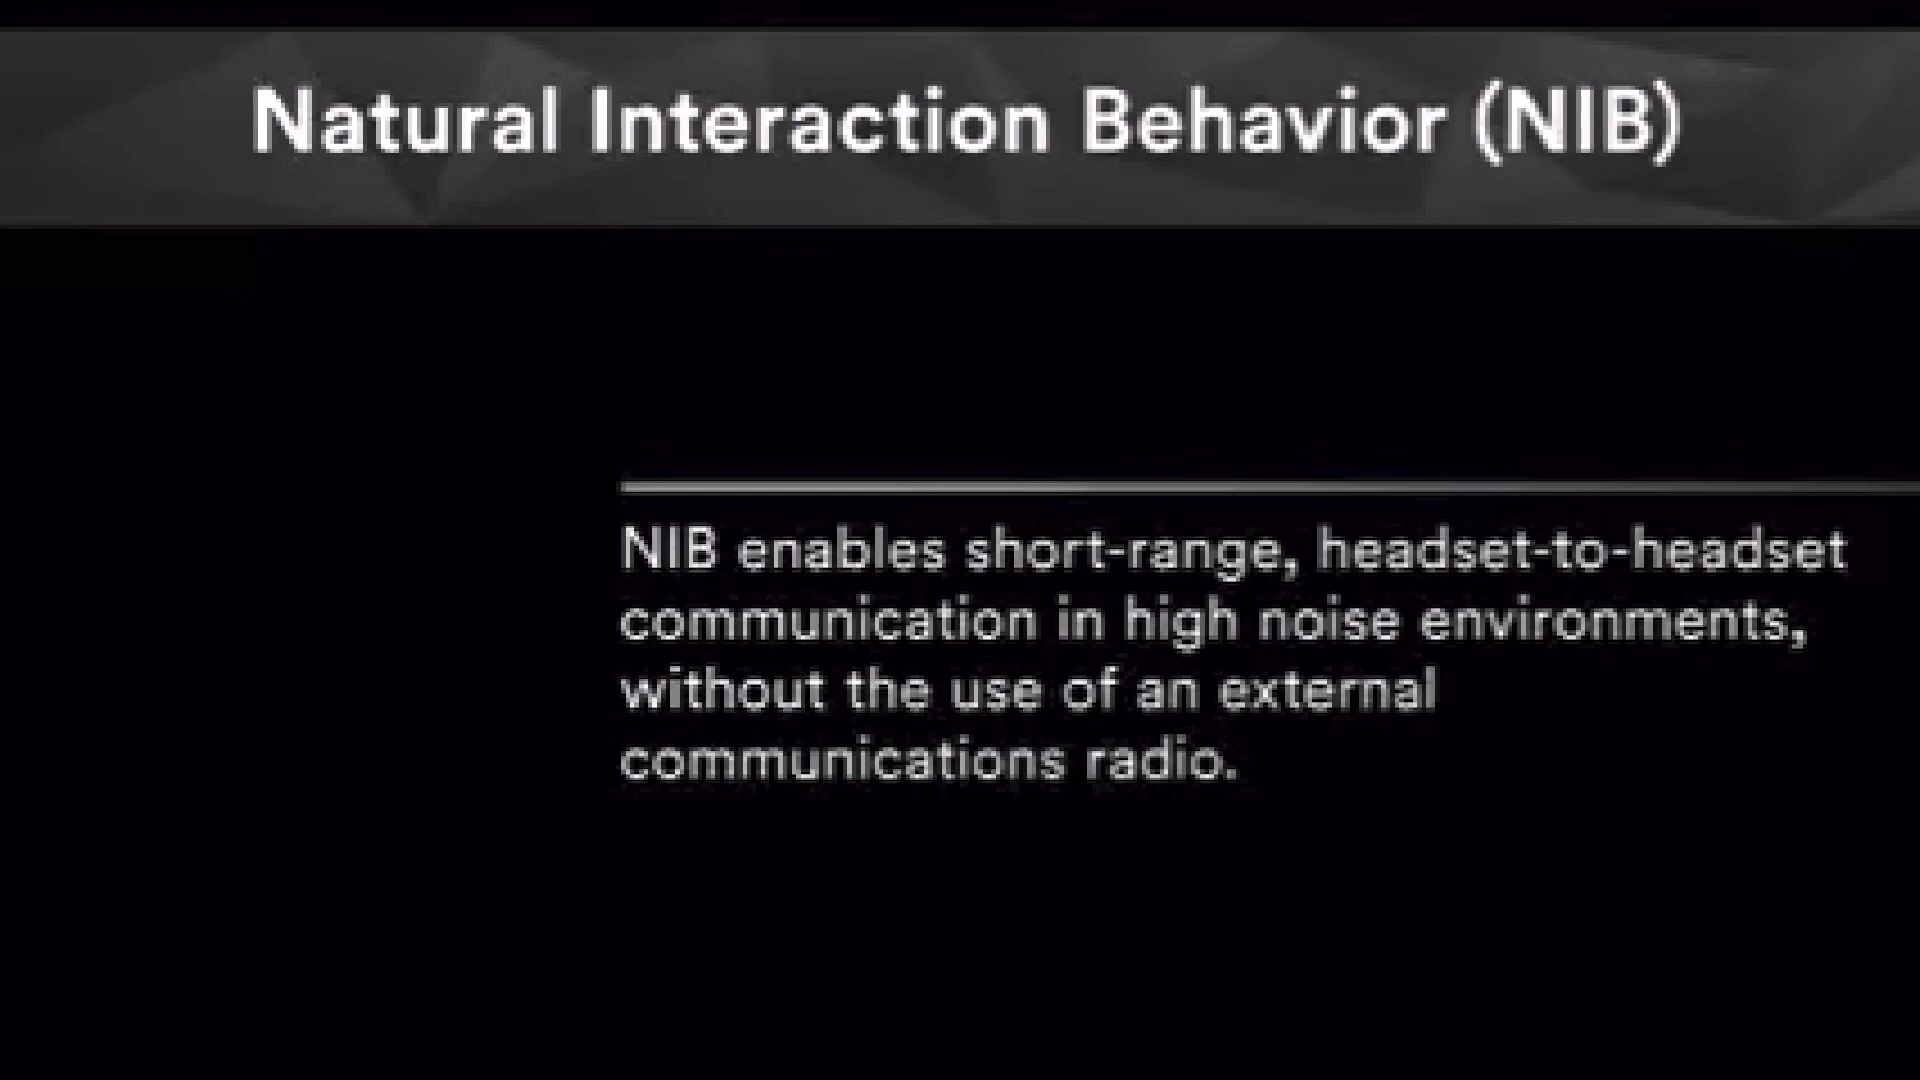 Natural Interaction Behavior (NIB)
NIB enables short-range, headset-to-headset
communication in high noise environments,
without the use of an external
communications radio.